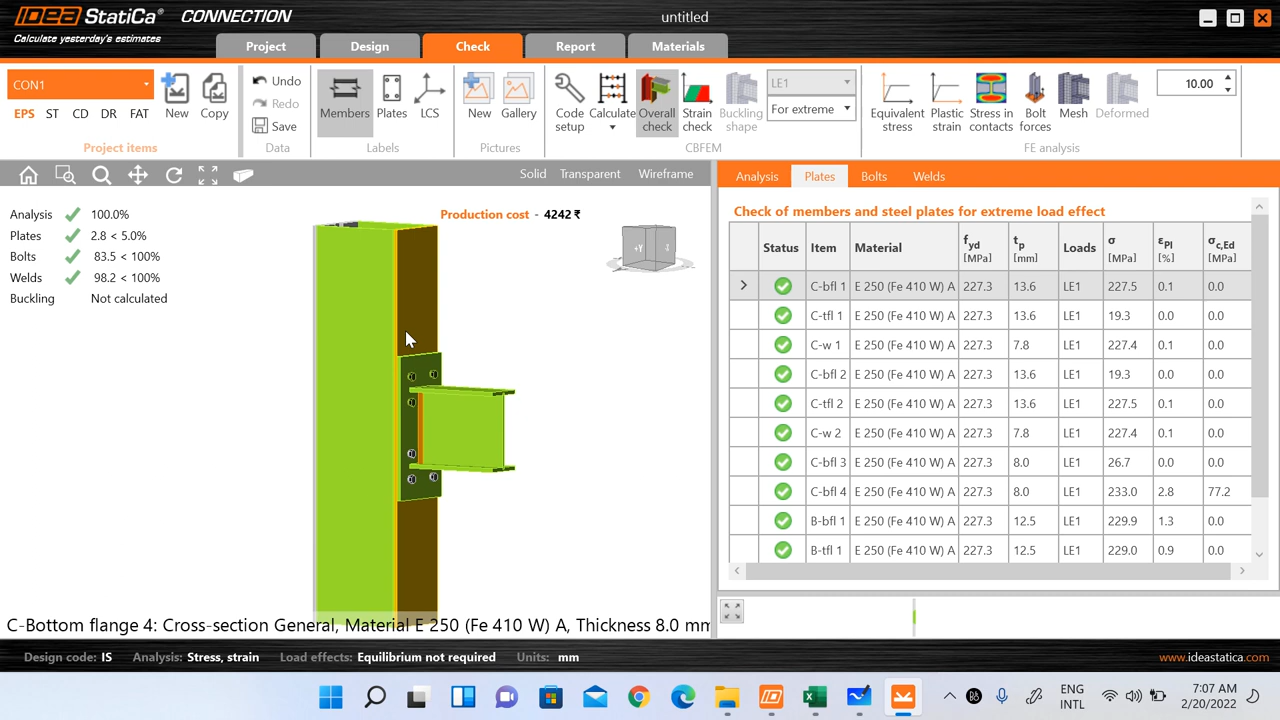 IDEA StatiCa® CONNECTION
untitled
Calculate yesterday's estimates
Project
Design
Check
Report
Materials
CON1
EPS ST CD DR FAT
New
Copy
Undo
Redo
Save
Project items
Data
Members
Plates
LCS
Labels
New
Gallery
Pictures
Code setup
Calculate
Overall check
Strain check
Buckling shape
LE1
For extreme
CBFEM
Equivalent stress
Plastic strain
Stress in contacts
Bolt forces
Mesh
Deformed
10.00
FE analysis
Solid
Transparent
Wireframe
Analysis 100.0%
Plates 2.8 < 5.0%
Bolts 83.5 < 100%
Welds 98.2 < 100%
Buckling Not calculated
Production cost - 4242 ₹
+Y
-X
C-Bottom flange 4: Cross-section General, Material E 250 (Fe 410 W) A, Thickness 8.0 mm
Analysis
Plates
Bolts
Welds
Check of members and steel plates for extreme load effect
Status Item Material fyd [MPa] tp [mm] Loads σ [MPa] εPl [%] σc,Ed [MPa]
> C-bfl 1 E 250 (Fe 410 W) A 227.3 13.6 LE1 227.5 0.1 0.0
C-tfl 1 E 250 (Fe 410 W) A 227.3 13.6 LE1 19.3 0.0 0.0
C-w 1 E 250 (Fe 410 W) A 227.3 7.8 LE1 227.4 0.1 0.0
C-bfl 2 E 250 (Fe 410 W) A 227.3 13.6 LE1 19.3 0.0 0.0
C-tfl 2 E 250 (Fe 410 W) A 227.3 13.6 LE1 227.5 0.1 0.0
C-w 2 E 250 (Fe 410 W) A 227.3 7.8 LE1 227.4 0.1 0.0
C-bfl 3 E 250 (Fe 410 W) A 227.3 8.0 LE1 26.7 0.0 0.0
C-bfl 4 E 250 (Fe 410 W) A 227.3 8.0 LE1 233.0 2.8 77.2
B-bfl 1 E 250 (Fe 410 W) A 227.3 12.5 LE1 229.9 1.3 0.0
B-tfl 1 E 250 (Fe 410 W) A 227.3 12.5 LE1 229.0 0.9 0.0
Design code: IS Analysis: Stress, strain Load effects: Equilibrium not required Units: mm
www.ideastatica.com
ENG
INTL
7:07 AM
2/20/2022